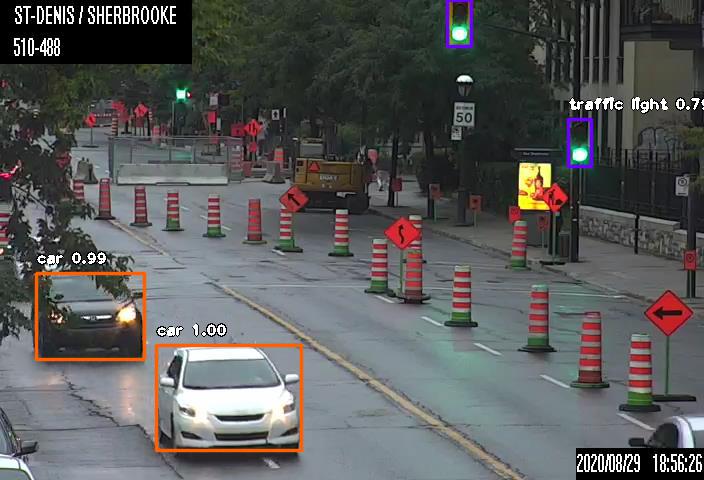 ST-DENIS / SHERBROOKE
510-488
traffic light 0.79
MAXIMUM
50
car 0.99
car 1.00
2020/08/29 18:56:26